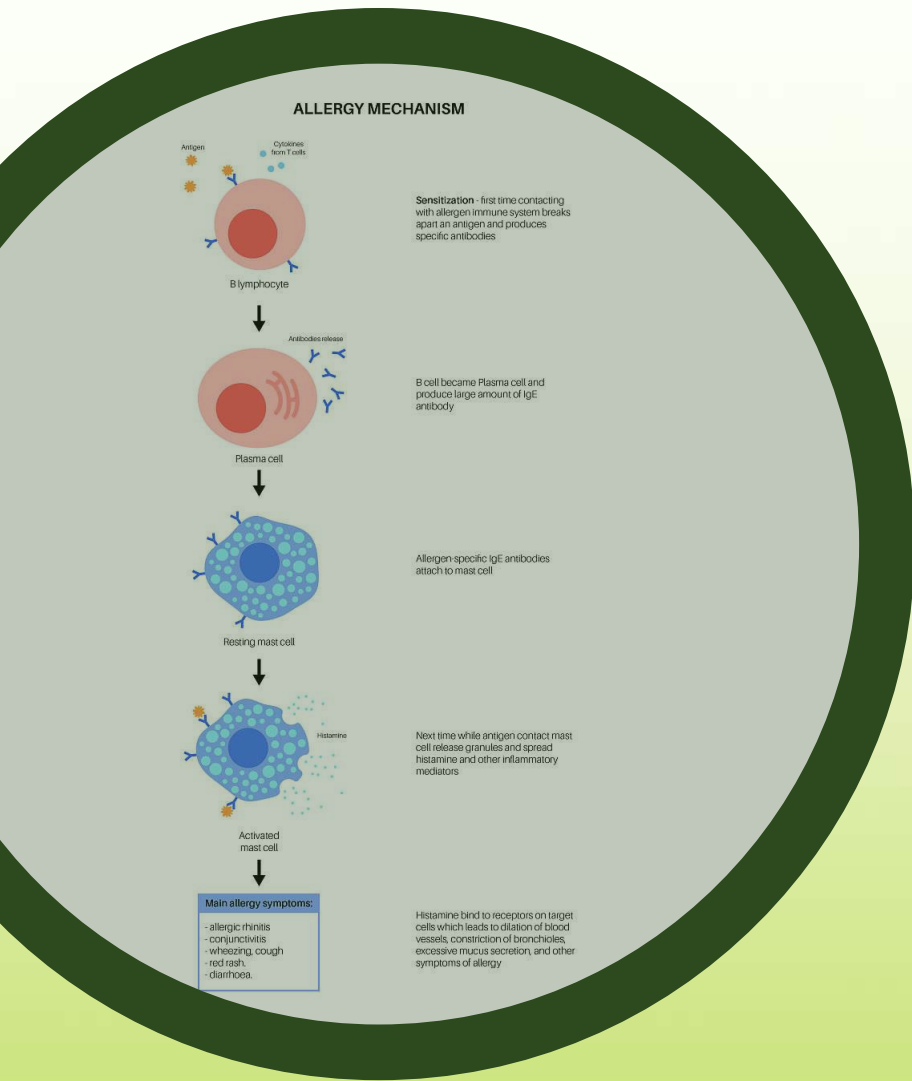 ALLERGY MECHANISM
Antigen
Cytokines
from T cells
Sensitization - first time contacting
with allergen immune system breaks
apart an antigen and produces
specific antibodies
B lymphocyte
Antibodies release
B cell became Plasma cell and
produce large amount of IgE
antibody
Plasma cell
Allergen-specific IgE antibodies
attach to mast cell
Resting mast cell
Histamine
Next time while antigen contact mast
cell release granules and spread
histamine and other inflammatory
mediators
Activated
mast cell
Main allergy symptoms:
- allergic rhinitis
- conjunctivitis
- wheezing, cough
- red rash.
- diarrhoea.
Histamine bind to receptors on target
cells which leads to dilation of blood
vessels, constriction of bronchioles,
excessive mucus secretion, and other
symptoms of allergy